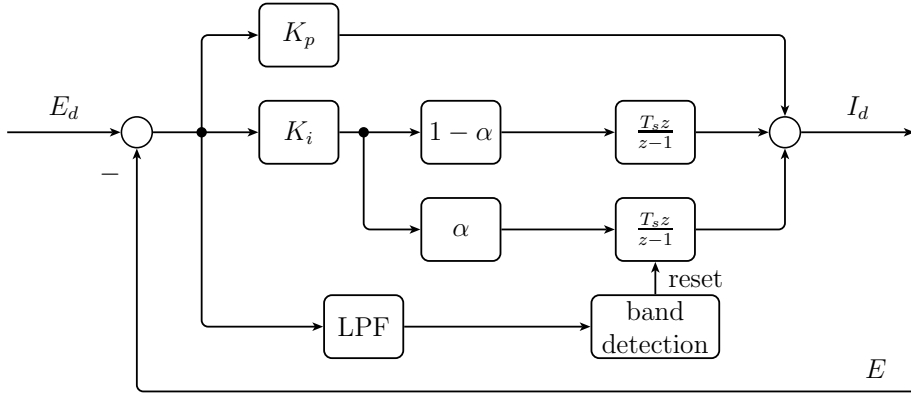 K_p
E_d
K_i
1 − α
T_s z / z−1
I_d
−
α
T_s z / z−1
reset
LPF
band
detection
E